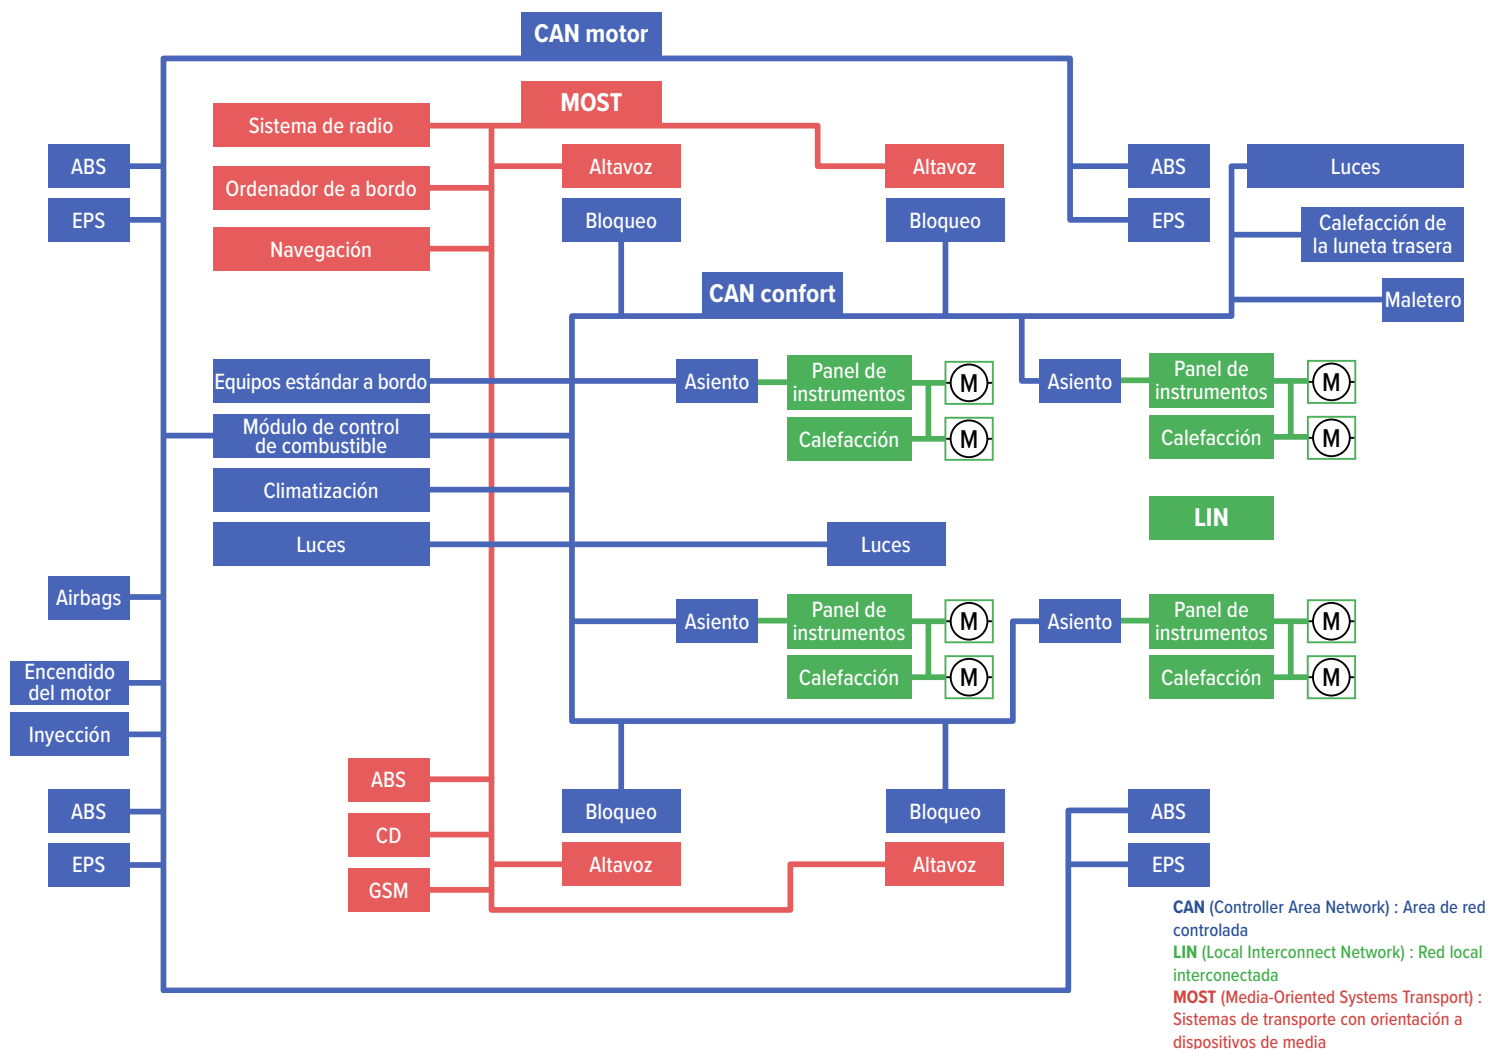 CAN motor
MOST
Sistema de radio
ABS
Altavoz
Altavoz
ABS
Luces
Ordenador de a bordo
EPS
Bloqueo
Bloqueo
EPS
Calefacción de
la luneta trasera
Navegación
CAN confort
Maletero
Equipos estándar a bordo
Asiento
Panel de
instrumentos
M
Asiento
Panel de
instrumentos
M
Módulo de control
de combustible
Calefacción
M
Calefacción
M
Climatización
LIN
Luces
Luces
Airbags
Asiento
Panel de
instrumentos
M
Asiento
Panel de
instrumentos
M
Encendido
del motor
Calefacción
M
Calefacción
M
Inyección
ABS
ABS
Bloqueo
Bloqueo
ABS
CD
EPS
Altavoz
Altavoz
EPS
GSM
CAN (Controller Area Network) : Area de red
controlada
LIN (Local Interconnect Network) : Red local
interconectada
MOST (Media-Oriented Systems Transport) :
Sistemas de transporte con orientación a
dispositivos de media